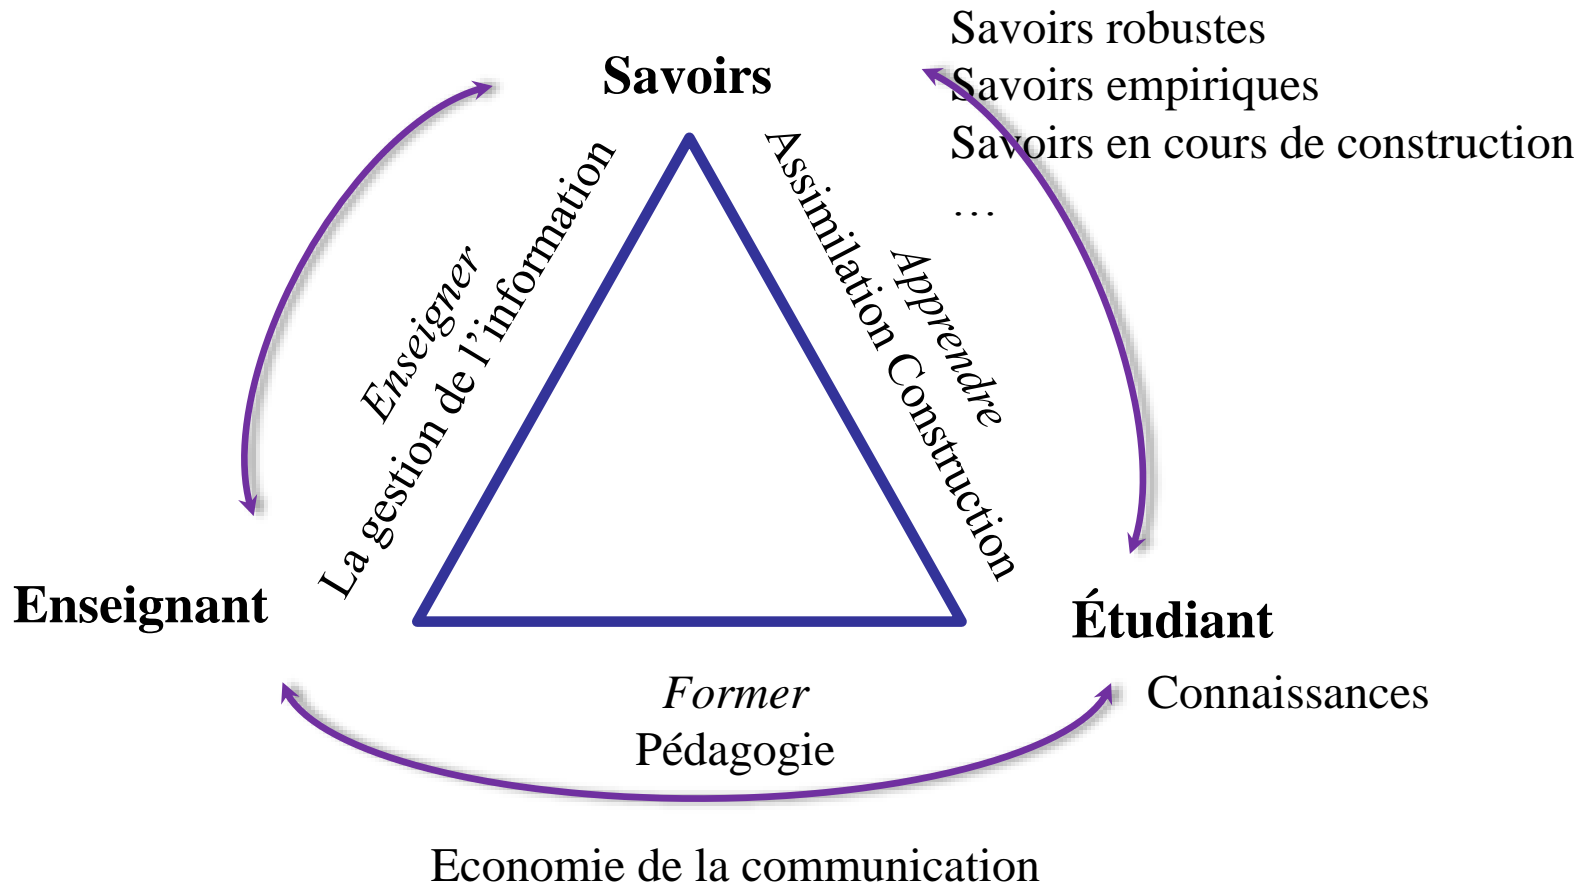 Savoirs robustes
Savoirs
Savoirs empiriques
Savoirs en cours de construction
…
Enseigner
La gestion de l’information
Apprendre
Assimilation Construction
Enseignant
Étudiant
Former
Connaissances
Pédagogie
Economie de la communication